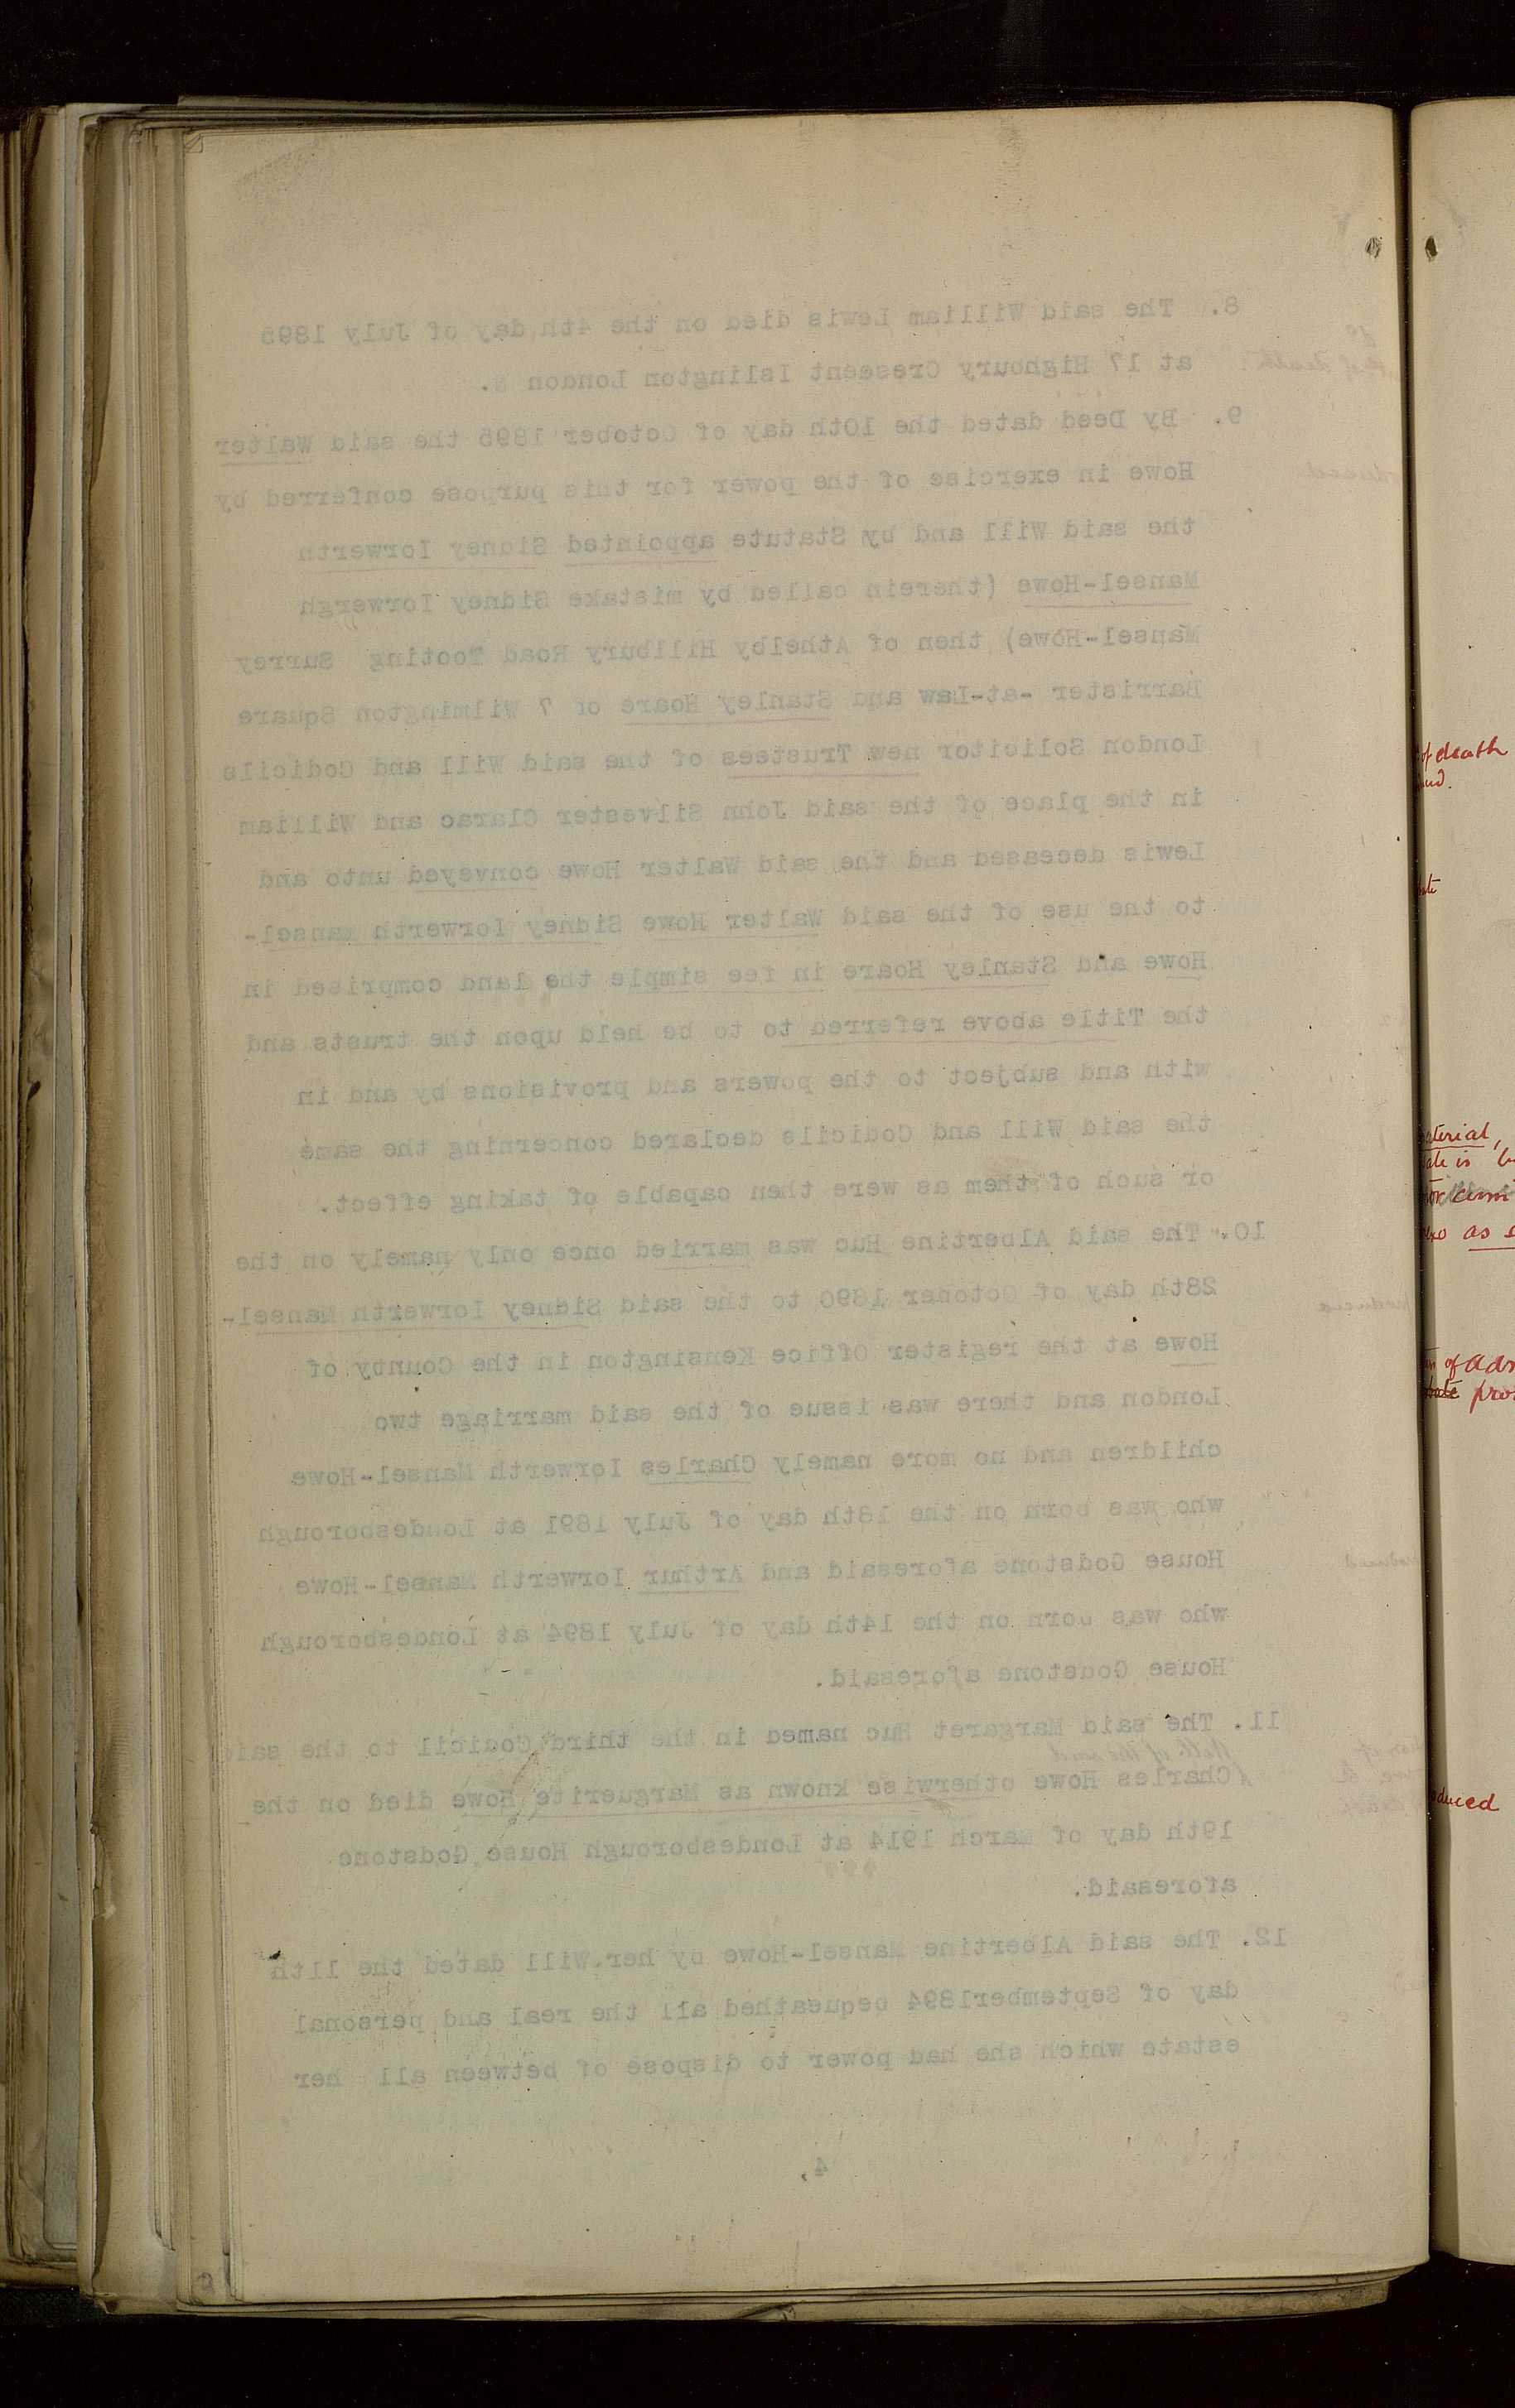 8. The said William Lewis died on the 4th day of July 1895
at 17 Highbury Crescent Islington London N.
9. By Deed dated the 10th day of October 1895 the said Walter
Howe in exercise of the power for this purpose conferred by
the said Will and by Statute appointed Sidney Iorwerth
Mansel-Howe (therein called by mistake Sidney Iorwergh
Mansel-Howe) then of Athelby Hillbury Road Tooting Surrey
Barrister -at-Law and Stanley Hoare of 7 Wilmington Square
London Solicitor new Trustees of the said Will and Codicils
in the place of the said John Silvester Clarac and William
Lewis deceased and the said Walter Howe conveyed unto and
to the use of the said Walter Howe Sidney Iorwerth Mansel-
Howe and Stanley Hoare in fee simple the land comprised in
the Title above referred to to be held upon the trusts and
with and subject to the powers and provisions by and in
the said Will and Codicils declared concerning the same
or such of them as were then capable of taking effect.
10. The said Albertine Huc was married once only namely on the
28th day of October 1890 to the said Sidney Iorwerth Mansel-
Howe at the register Office Kensington in the County of
London and there was issue of the said marriage two
children and no more namely Charles Iorwerth Mansel-Howe
who was born on the 18th day of July 1891 at Londesborough
House Godstone aforesaid and Arthur Iorwerth Mansel-Howe
who was born on the 14th day of July 1894 at Londesborough
House Godstone aforesaid.
11. The said Margaret Huc named in the third Codicil to the said
Will of the said
Charles Howe otherwise known as Marguerite Howe died on the
19th day of March 1914 at Londesborough House Godstone
aforesaid.
12. The said Albertine Mansel-Howe by her Will dated the 11th
day of September1894 bequeathed all the real and personal
estate which she had power to dispose of between all her
4.
of death
as
of